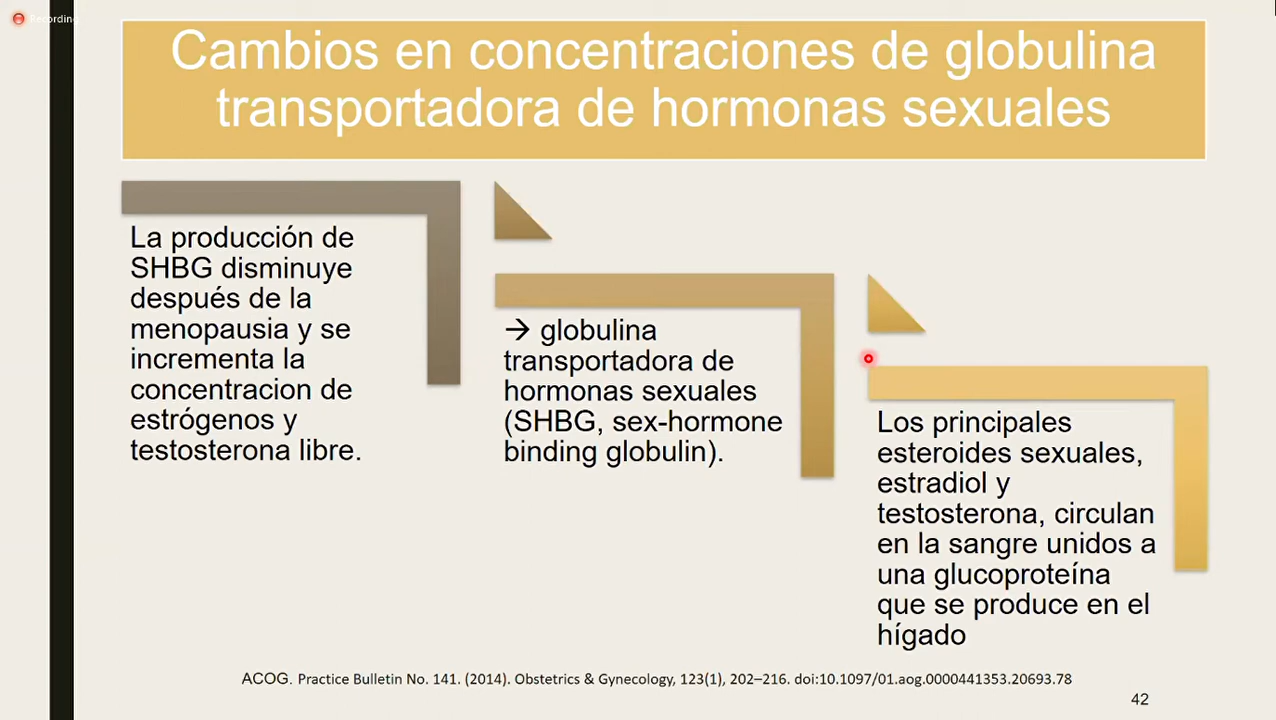 Recording
Cambios en concentraciones de globulina
transportadora de hormonas sexuales
La producción de
SHBG disminuye
después de la
menopausia y se
incrementa la
concentracion de
estrógenos y
testosterona libre.
→ globulina
transportadora de
hormonas sexuales
(SHBG, sex-hormone
binding globulin).
Los principales
esteroides sexuales,
estradiol y
testosterona, circulan
en la sangre unidos a
una glucoproteína
que se produce en el
hígado
ACOG. Practice Bulletin No. 141. (2014). Obstetrics & Gynecology, 123(1), 202–216. doi:10.1097/01.aog.0000441353.20693.78
42